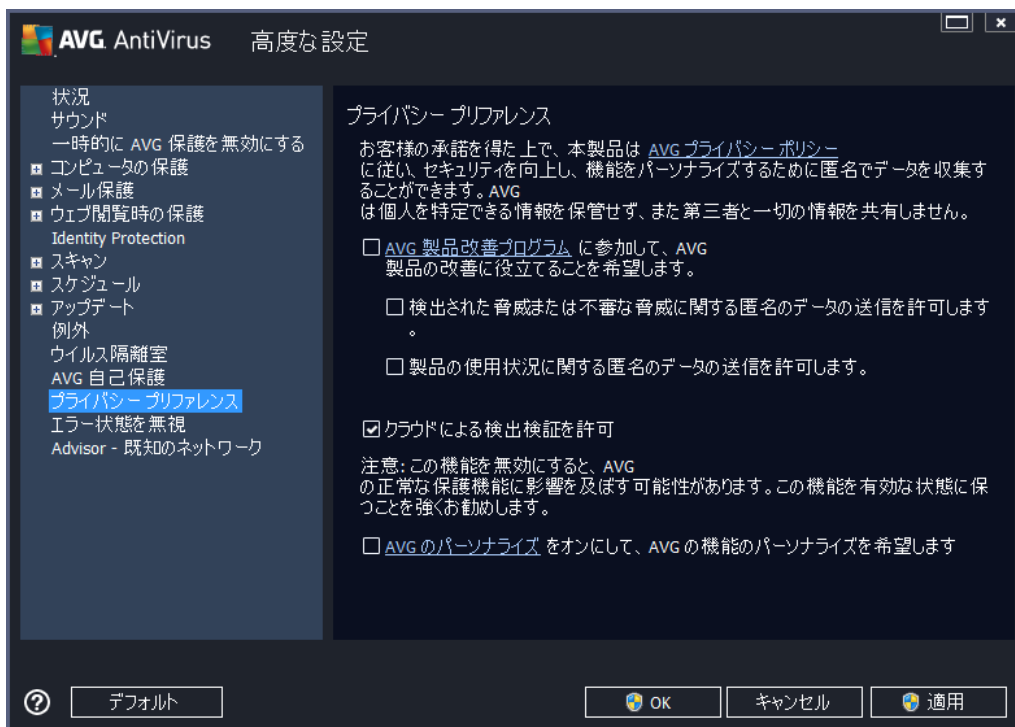 AVG. AntiVirus 高度な設定
状況
サウンド
一時的に AVG 保護を無効にする
コンピュータの保護
メール保護
ウェブ閲覧時の保護
Identity Protection
スキャン
スケジュール
アップデート
例外
ウイルス隔離室
AVG 自己保護
プライバシー プリファレンス
エラー状態を無視
Advisor - 既知のネットワーク
プライバシー プリファレンス
お客様の承諾を得た上で、本製品は AVG プライバシー ポリシー
に従い、セキュリティを向上し、機能をパーソナライズするために匿名でデータを収集す
ることができます。AVG
は個人を特定できる情報を保管せず、また第三者と一切の情報を共有しません。
AVG 製品改善プログラム に参加して、AVG
製品の改善に役立てることを希望します。
検出された脅威または不審な脅威に関する匿名のデータの送信を許可します
。
製品の使用状況に関する匿名のデータの送信を許可します。
クラウドによる検出検証を許可
注意: この機能を無効にすると、AVG
の正常な保護機能に影響を及ぼす可能性があります。この機能を有効な状態に保
つことを強くお勧めします。
AVG のパーソナライズ をオンにして、AVG の機能のパーソナライズを希望します
? デフォルト OK キャンセル 適用